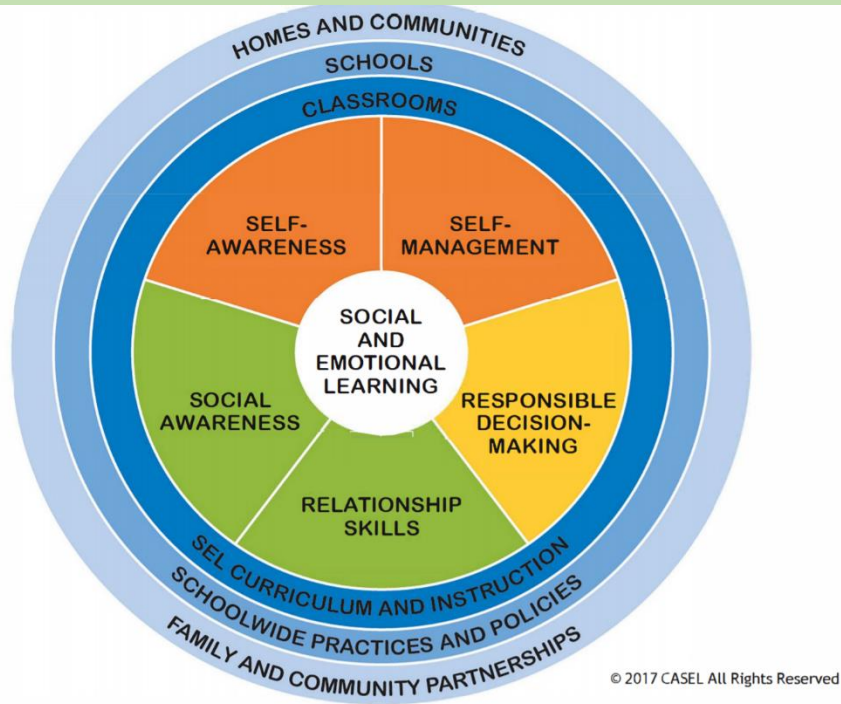 HOMES AND COMMUNITIES
SCHOOLS
CLASSROOMS
SELF-
AWARENESS
SELF-
MANAGEMENT
SOCIAL
AND
EMOTIONAL
LEARNING
SOCIAL
AWARENESS
RESPONSIBLE
DECISION-
MAKING
RELATIONSHIP
SKILLS
SEL CURRICULUM AND INSTRUCTION
SCHOOLWIDE PRACTICES AND POLICIES
FAMILY AND COMMUNITY PARTNERSHIPS
© 2017 CASEL All Rights Reserved